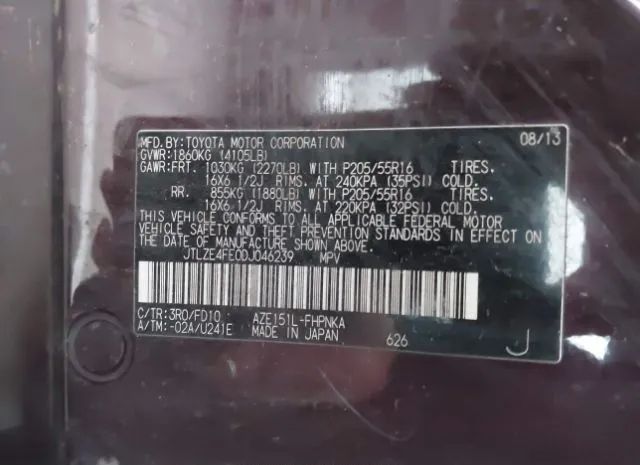 MFD.BY:TOYOTA MOTOR CORPORATION 08/13
GVWR:1860KG (4105LB)
GAWR:FRT. 1030KG (2270LB) WITH P205/55R16 TIRES.
16X6 1/2J RIMS. AT 240KPA (35PSI) COLD.
RR. 855KG (1880LB) WITH P205/55R16 TIRES.
16X6 1/2J RIMS. AT 220KPA (32PSI) COLD.
THIS VEHICLE CONFORMS TO ALL APPLICABLE FEDERAL MOTOR
VEHICLE SAFETY AND THEFT PREVENTION STANDARDS IN EFFECT ON
THE DATE OF MANUFACTURE SHOWN ABOVE.
JTLZE4FE0DJ046239 MPV
C/TR:3R0/FD10 AZE151L-FHPNKA
A/TM:-02A/U241E MADE IN JAPAN 626 J